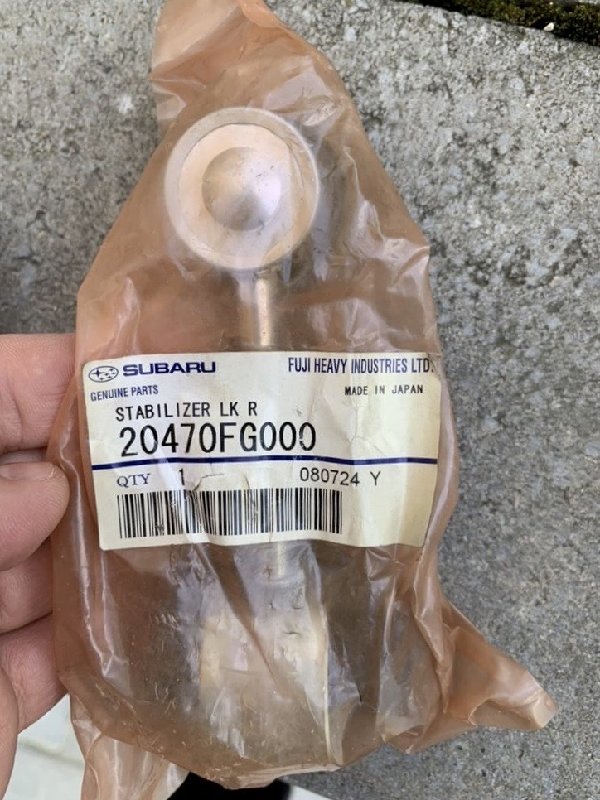 SUBARU FUJI HEAVY INDUSTRIES LTD.
GENUINE PARTS MADE IN JAPAN
STABILIZER LK R
20470FG000
QTY 1 080724 Y